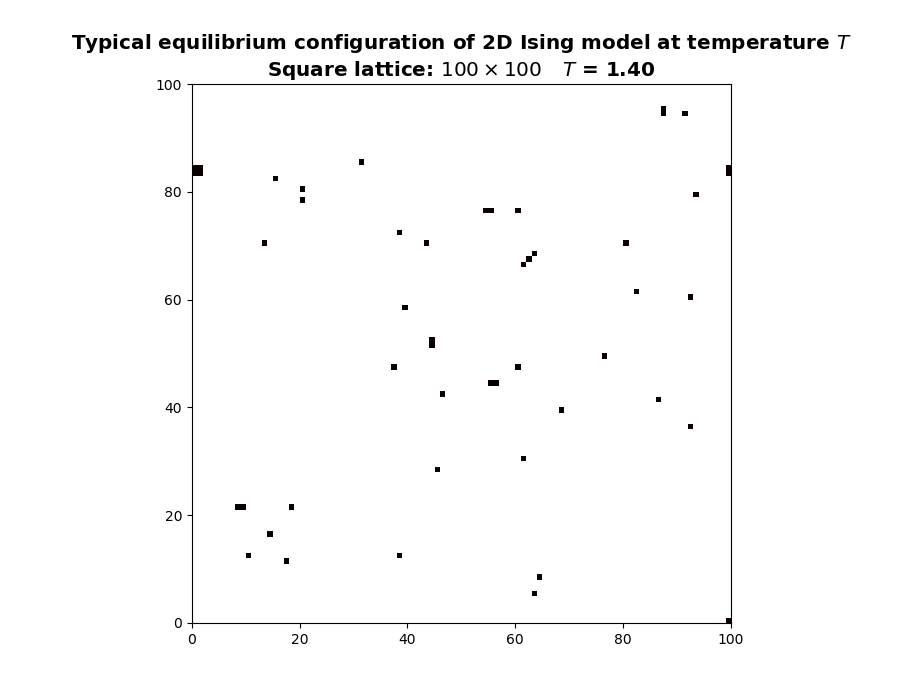 Typical equilibrium configuration of 2D Ising model at temperature T
Square lattice: 100 × 100 T = 1.40
100
80
60
40
20
0
0 20 40 60 80 100